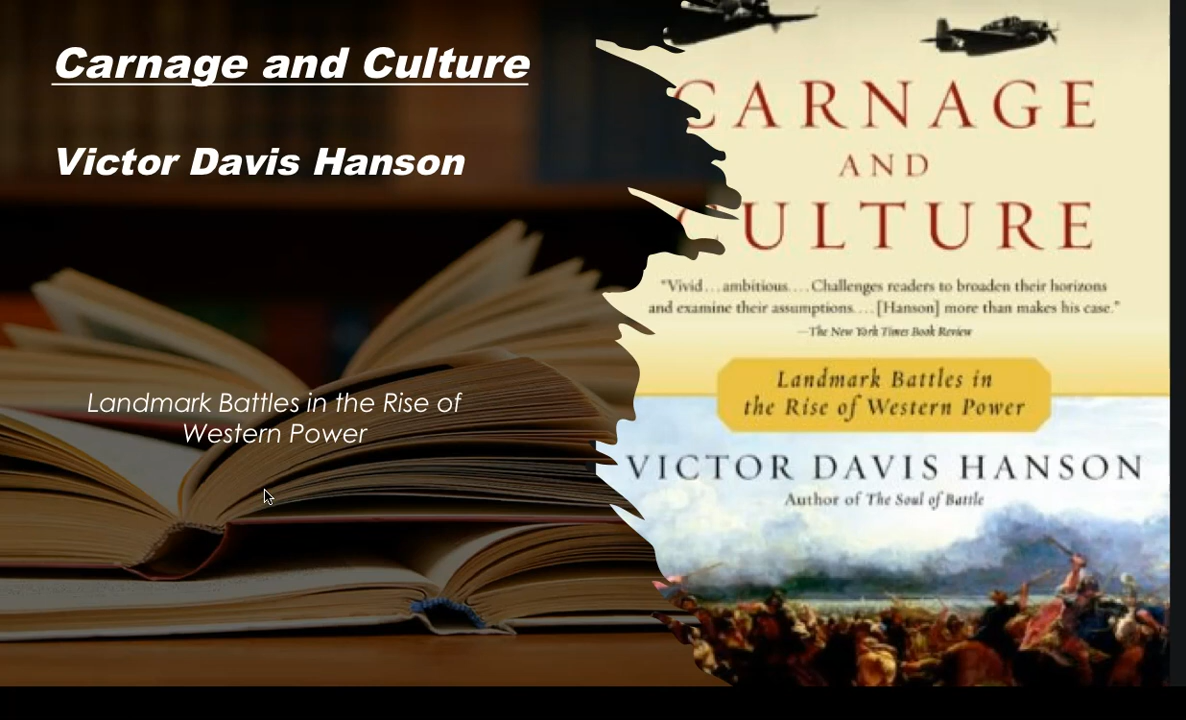 Carnage and Culture
Victor Davis Hanson
Landmark Battles in the Rise of
Western Power
CARNAGE
AND
CULTURE
"Vivid...ambitious....Challenges readers to broaden their horizons
and examine their assumptions....[Hanson] more than makes his case."
—The New York Times Book Review
Landmark Battles in
the Rise of Western Power
VICTOR DAVIS HANSON
Author of The Soul of Battle